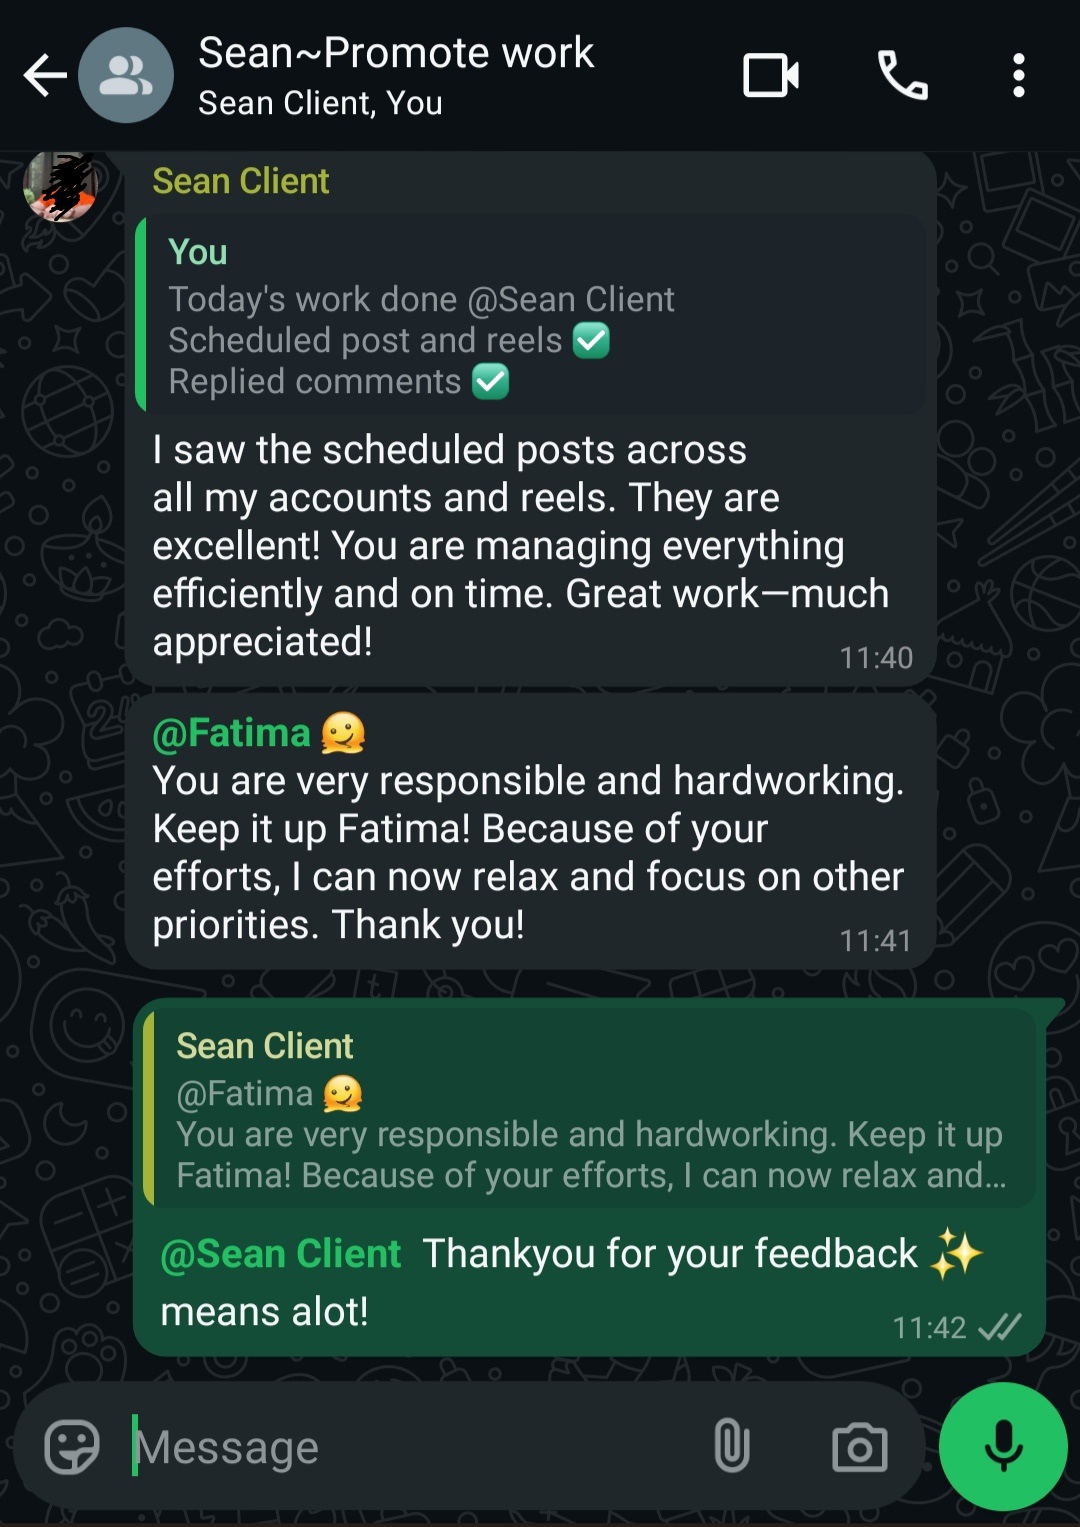 Sean~Promote work
Sean Client, You
Sean Client
You
Today's work done @Sean Client
Scheduled post and reels ✅
Replied comments ✅
I saw the scheduled posts across
all my accounts and reels. They are
excellent! You are managing everything
efficiently and on time. Great work—much
appreciated!
11:40
@Fatima 🫠
You are very responsible and hardworking.
Keep it up Fatima! Because of your
efforts, I can now relax and focus on other
priorities. Thank you!
11:41
Sean Client
@Fatima 🫠
You are very responsible and hardworking. Keep it up
Fatima! Because of your efforts, I can now relax and...
@Sean Client Thankyou for your feedback ✨
means alot!
11:42
Message